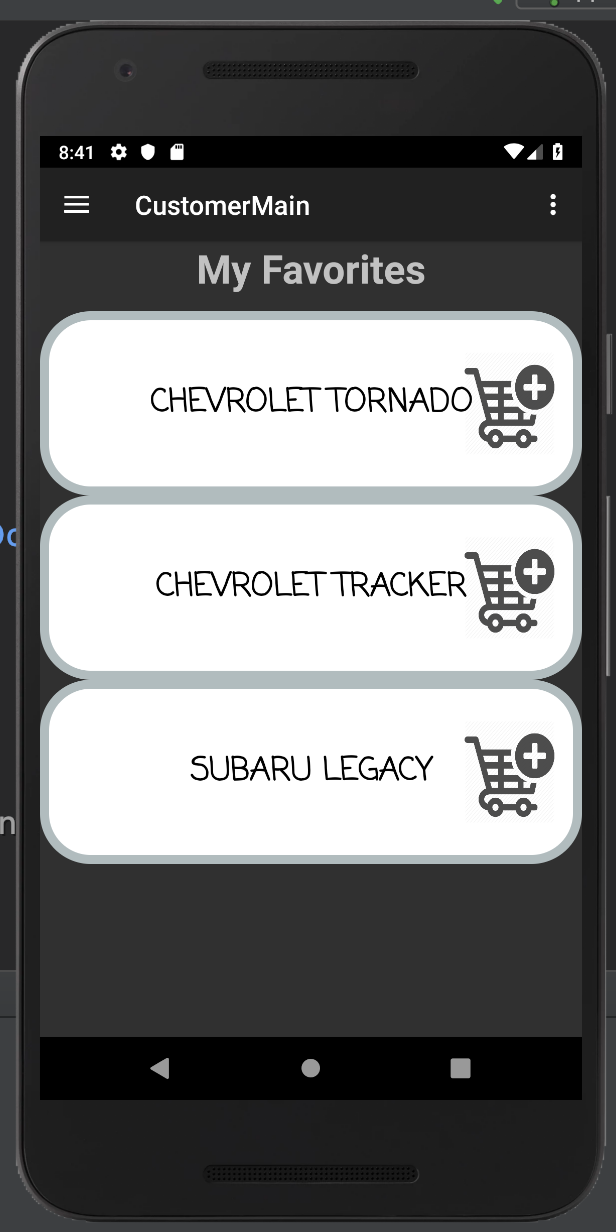 8:41
CustomerMain
My Favorites
CHEVROLET TORNADO
CHEVROLET TRACKER
SUBARU LEGACY